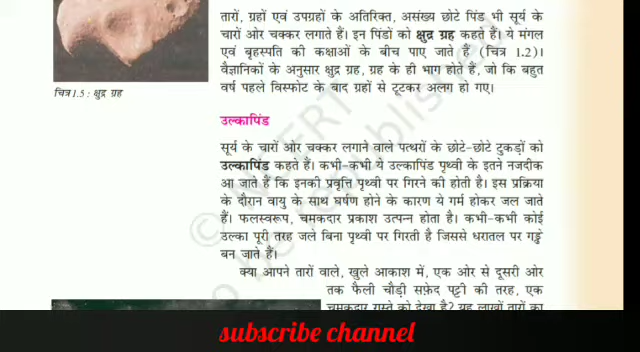 तारों, ग्रहों एवं उपग्रहों के अतिरिक्त, असंख्य छोटे पिंड भी सूर्य के
चारों ओर चक्कर लगाते हैं। इन पिंडों को क्षुद्र ग्रह कहते हैं। ये मंगल
एवं बृहस्पति की कक्षाओं के बीच पाए जाते हैं (चित्र 1.2)।
वैज्ञानिकों के अनुसार क्षुद्र ग्रह, ग्रह के ही भाग होते हैं, जो कि बहुत
वर्ष पहले विस्फोट के बाद ग्रहों से टूटकर अलग हो गए।
चित्र 1.5 : क्षुद्र ग्रह
उल्कापिंड
सूर्य के चारों ओर चक्कर लगाने वाले पत्थरों के छोटे-छोटे टुकड़ों को
उल्कापिंड कहते हैं। कभी-कभी ये उल्कापिंड पृथ्वी के इतने नजदीक
आ जाते हैं कि इनकी प्रवृत्ति पृथ्वी पर गिरने की होती है। इस प्रक्रिया
के दौरान वायु के साथ घर्षण होने के कारण ये गर्म होकर जल जाते
हैं। फलस्वरूप, चमकदार प्रकाश उत्पन्न होता है। कभी-कभी कोई
उल्का पूरी तरह जले बिना पृथ्वी पर गिरती है जिससे धरातल पर गड्ढे
बन जाते हैं।
क्या आपने तारों वाले, खुले आकाश में, एक ओर से दूसरी ओर
तक फैली चौड़ी सफ़ेद पट्टी की तरह, एक
चमकदार रास्ते को देखा है? यह लाखों तारों का
subscribe channel